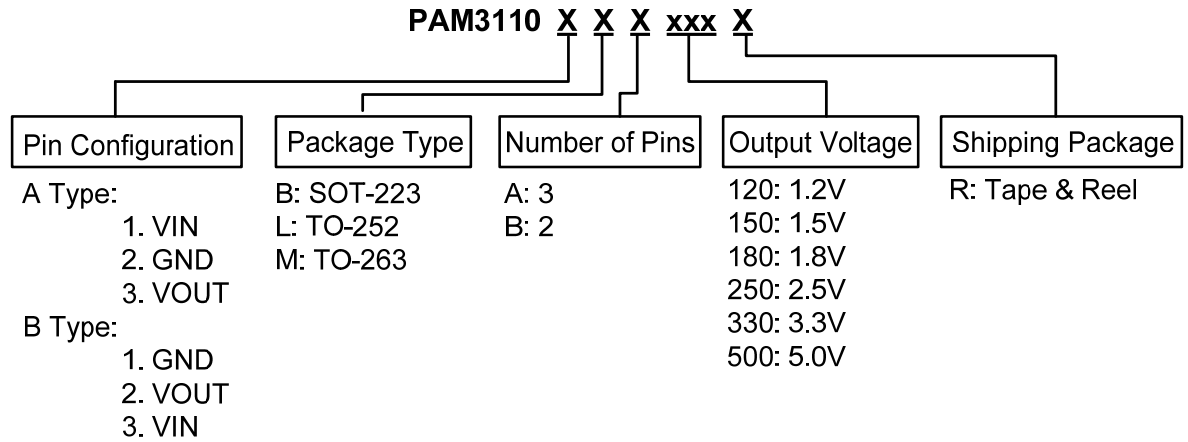 PAM3110 X X X xxx X
Pin Configuration
A Type:
1. VIN
2. GND
3. VOUT
B Type:
1. GND
2. VOUT
3. VIN
Package Type
B: SOT-223
L: TO-252
M: TO-263
Number of Pins
A: 3
B: 2
Output Voltage
120: 1.2V
150: 1.5V
180: 1.8V
250: 2.5V
330: 3.3V
500: 5.0V
Shipping Package
R: Tape & Reel